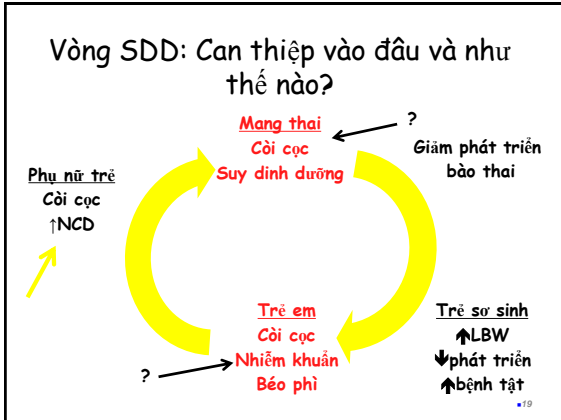 Vòng SDD: Can thiệp vào đâu và như
thế nào?
Mang thai
Còi cọc
Suy dinh dưỡng
?
Giảm phát triển
bào thai
Phụ nữ trẻ
Còi cọc
↑NCD
Trẻ em
Còi cọc
Nhiễm khuẩn
Béo phì
?
Trẻ sơ sinh
↑LBW
↓phát triển
↑bệnh tật
19